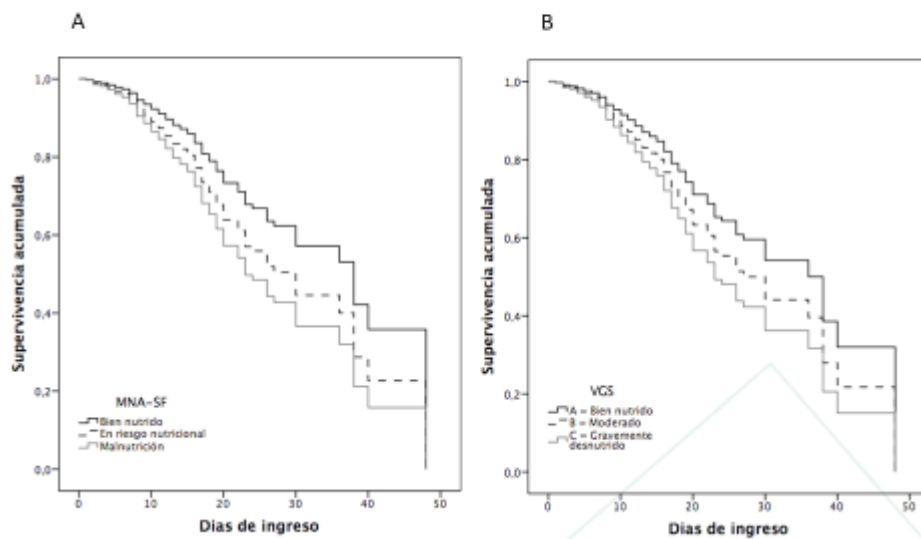 A
B
1,0
0,8
0,6
0,4
0,2
0,0
Supervivencia acumulada
MNA-SF
Bien nutrido
En riesgo nutricional
Malnutrición
0 10 20 30 40 50
Dias de ingreso
1,0
0,8
0,6
0,4
0,2
0,0
Supervivencia acumulada
VGS
A = Bien nutrido
B = Moderado
C = Gravemente
desnutrido
0 10 20 30 40 50
Dias de ingreso